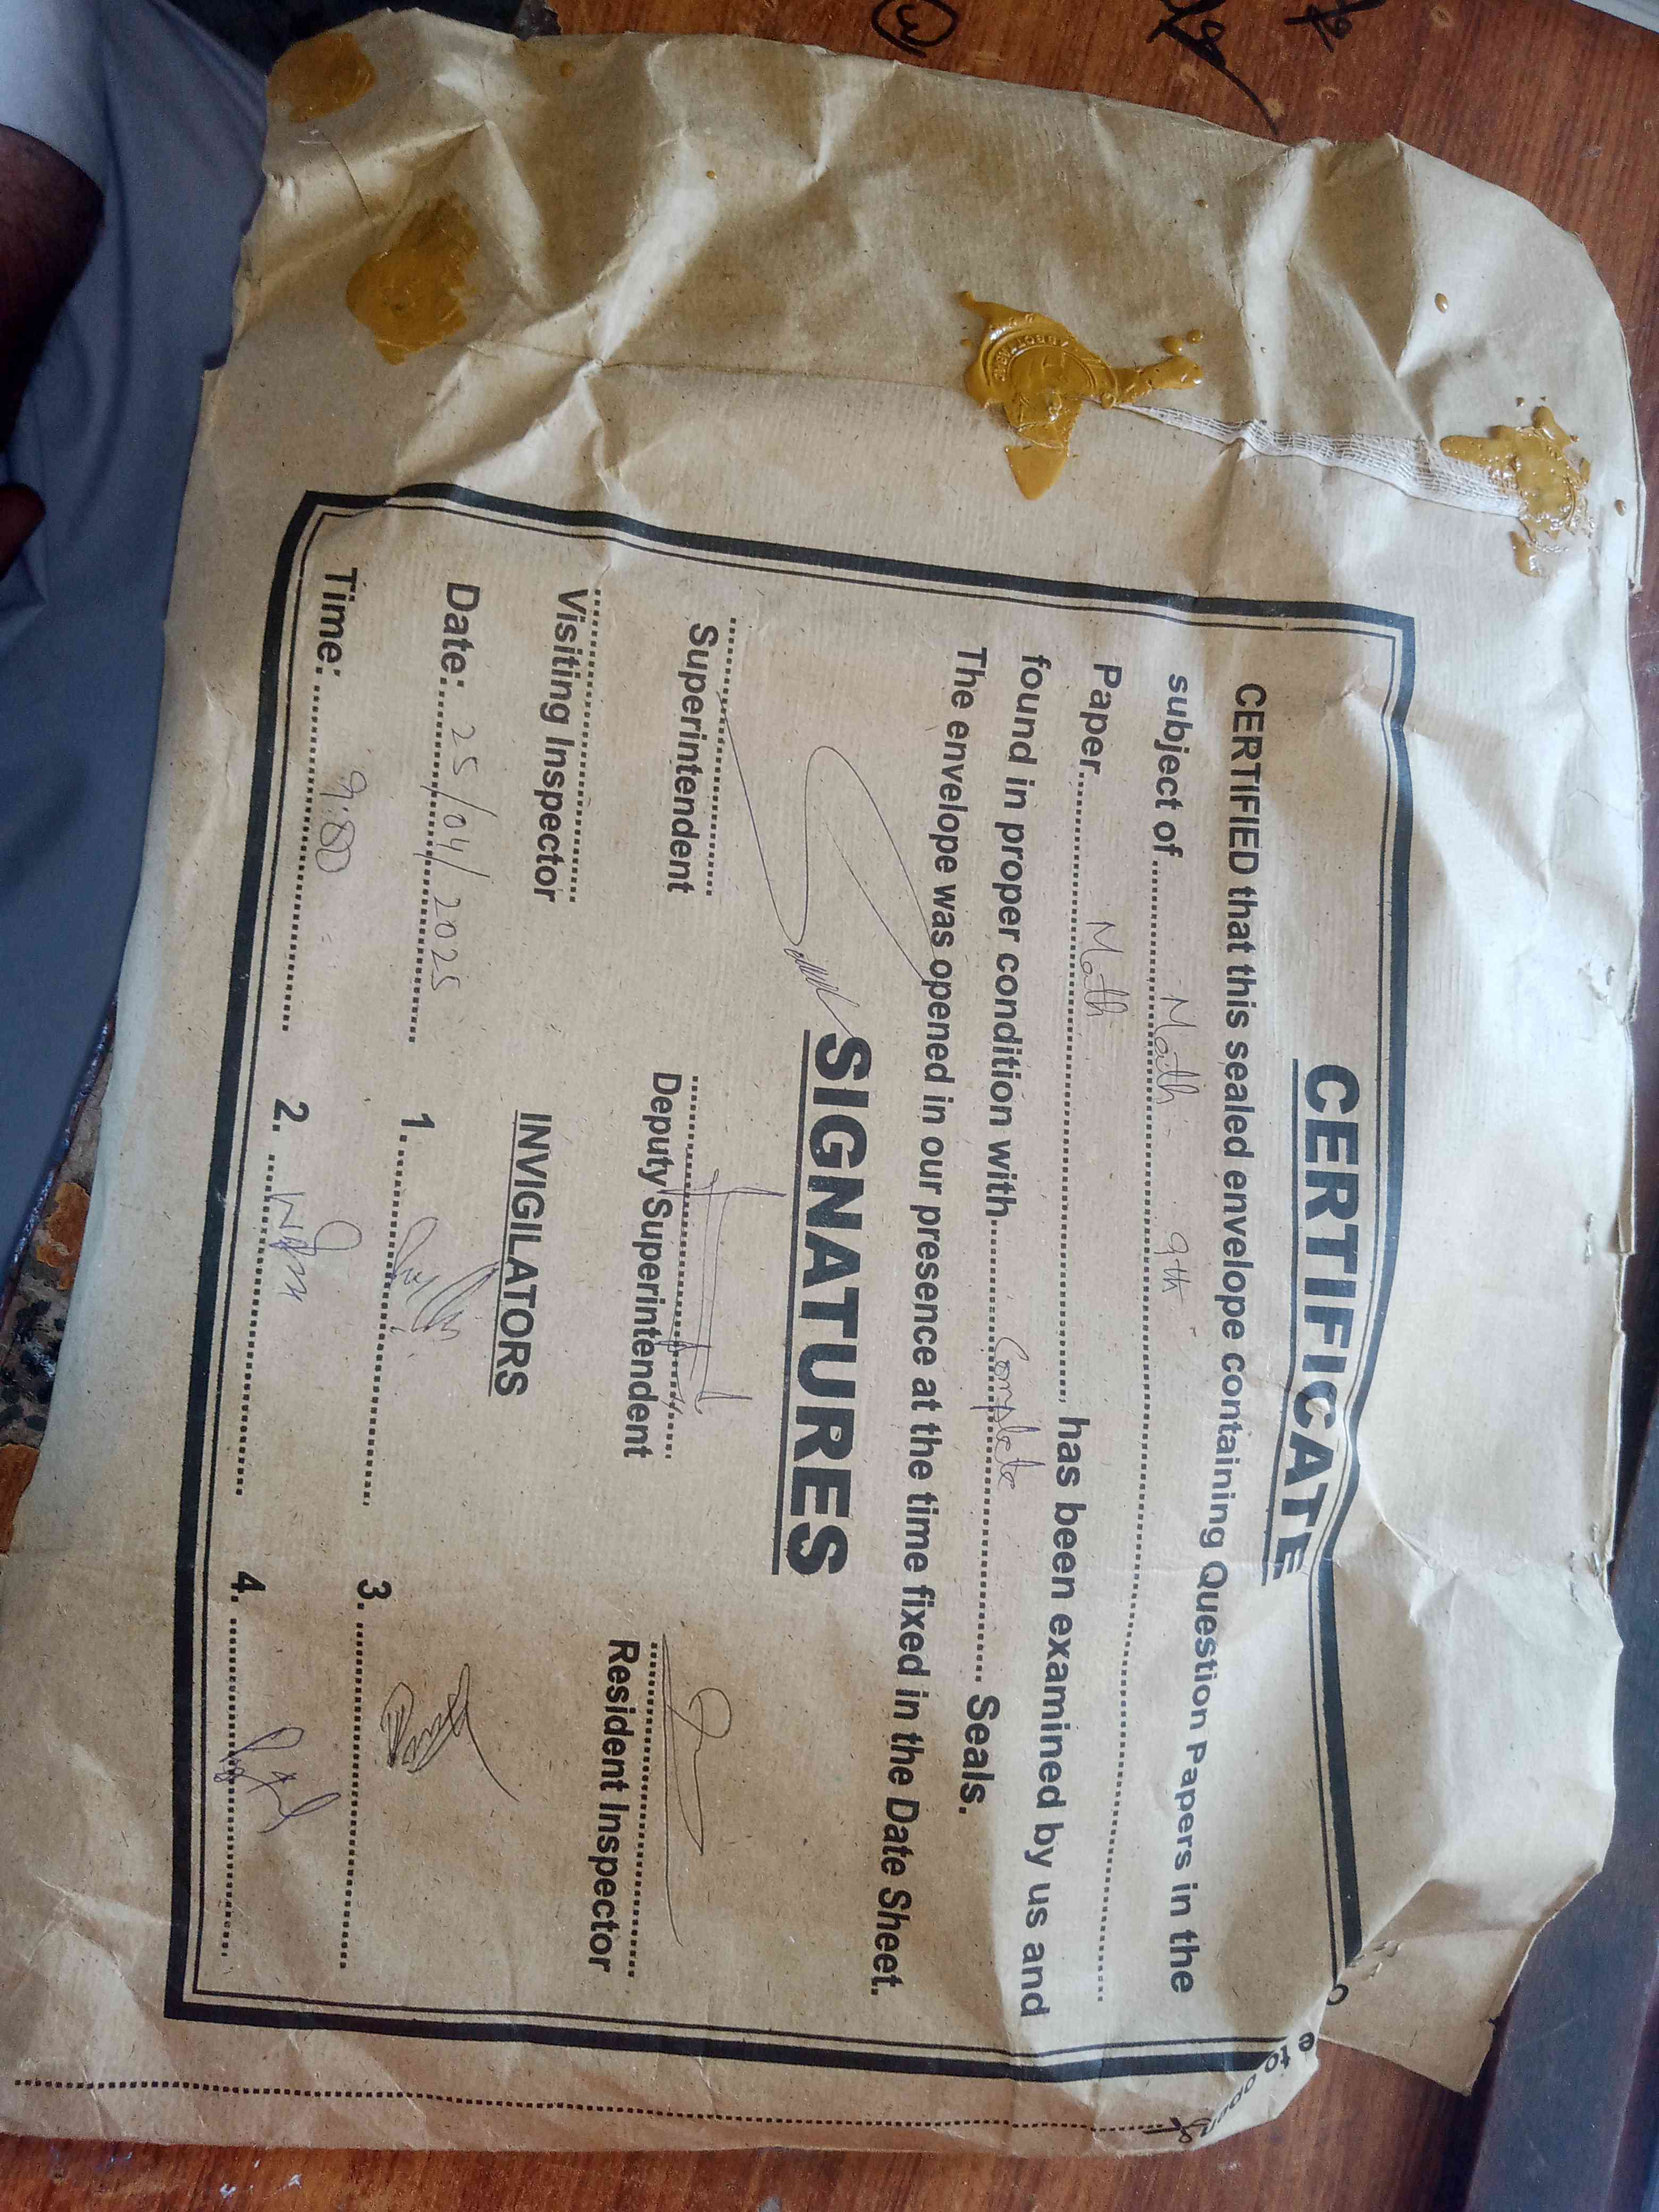 CERTIFICATE
CERTIFIED that this sealed envelope containing Question Papers in the
subject of Math 9th
Paper Math has been examined by us and
found in proper condition with Complete Seals.
The envelope was opened in our presence at the time fixed in the Date Sheet.
SIGNATURES
Superintendent Deputy Superintendent Resident Inspector
Visiting Inspector INVIGILATORS
Date: 25/04/2025 1. 3.
Time: 2. 4.
e to open